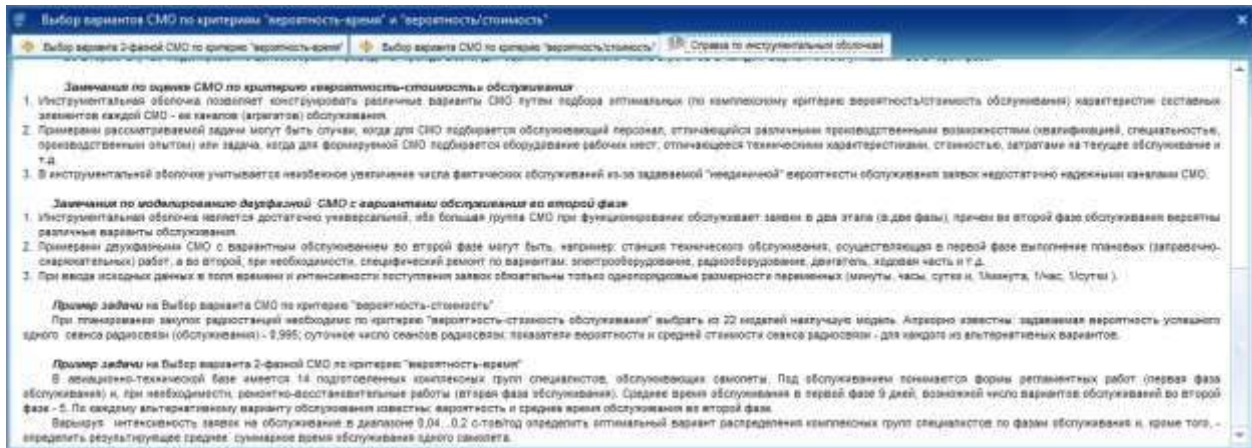 Выбор вариантов СМО по критериям "вероятность-время" и "вероятность/стоимость"
Выбор варианта 2-фазной СМО по критерию "вероятность-время"
Выбор варианта СМО по критерию "вероятность/стоимость"
Справка по инструментальным оболочкам
Замечания по оценке СМО по критерию «вероятность-стоимость» обслуживания
1. Инструментальная оболочка позволяет конструировать различные варианты СМО путем подбора оптимальных (по комплексному критерию вероятность/стоимость обслуживания) характеристик составных
элементов каждой СМО - ее каналов (агрегатов) обслуживания.
2. Примерами рассматриваемой задачи могут быть случаи, когда для СМО подбирается обслуживающий персонал, отличающийся различными производственными возможностями (квалификацией, специальностью,
производственным опытом) или задача, когда для формируемой СМО подбирается оборудование рабочих мест, отличающееся техническими характеристиками, стоимостью, затратами на текущее обслуживание и
т.д.
3. В инструментальной оболочке учитывается неизбежное увеличение числа фактических обслуживаний из-за задаваемой "неединичной" вероятности обслуживания заявок недостаточно надежными каналами СМО.
Замечания по моделированию двухфазной СМО с вариантами обслуживания во второй фазе
1. Инструментальная оболочка является достаточно универсальной, ибо большая группа СМО при функционировании обслуживает заявки в два этапа (в две фазы), причем во второй фазе обслуживания вероятны
различные варианты обслуживания.
2. Примерами двухфазными СМО с вариантным обслуживанием во второй фазе могут быть, например: станция технического обслуживания, осуществляющая в первой фазе выполнение плановых (заправочно-
снаряжательных) работ, а во второй, при необходимости, специфический ремонт по вариантам: электрооборудование, радиооборудование, двигатель, ходовая часть и т.д.
3. При вводе исходных данных в поля времени и интенсивности поступления заявок обязательны только однопорядковые размерности переменных (минуты, часы, сутки и, 1/минута, 1/час, 1/сутки ).
Пример задачи на Выбор варианта СМО по критерию "вероятность-стоимость"
При планировании закупок радиостанций необходимо по критерию "вероятность-стоимость обслуживания" выбрать из 22 моделей наилучшую модель. Априорно известны: задаваемая вероятность успешного
одного сеанса радиосвязи (обслуживания) - 0,995; суточное число сеансов радиосвязи; показатели вероятности и средней стоимости сеанса радиосвязи - для каждого из альтернативных вариантов.
Пример задачи на Выбор варианта 2-фазной СМО по критерию "вероятность-время"
В авиационно-технической базе имеется 14 подготовленных комплексных групп специалистов, обслуживающих самолеты. Под обслуживанием понимается формы регламентных работ (первая фаза
обслуживания) и, при необходимости, ремонтно-восстановительные работы (вторая фаза обслуживания). Среднее время обслуживания в первой фазе 9 дней, возможной число вариантов обслуживаний во второй
фазе - 5. По каждому альтернативному варианту обслуживания известны: вероятность и среднее время обслуживания во второй фазе.
Варьируя интенсивность заявок на обслуживание в диапазоне 0,04...0,2 с-тов/год определить оптимальный вариант распределения комплексных групп специалистов по фазам обслуживания и, кроме того, -
определить результирующее среднее суммарное время обслуживания одного самолета.